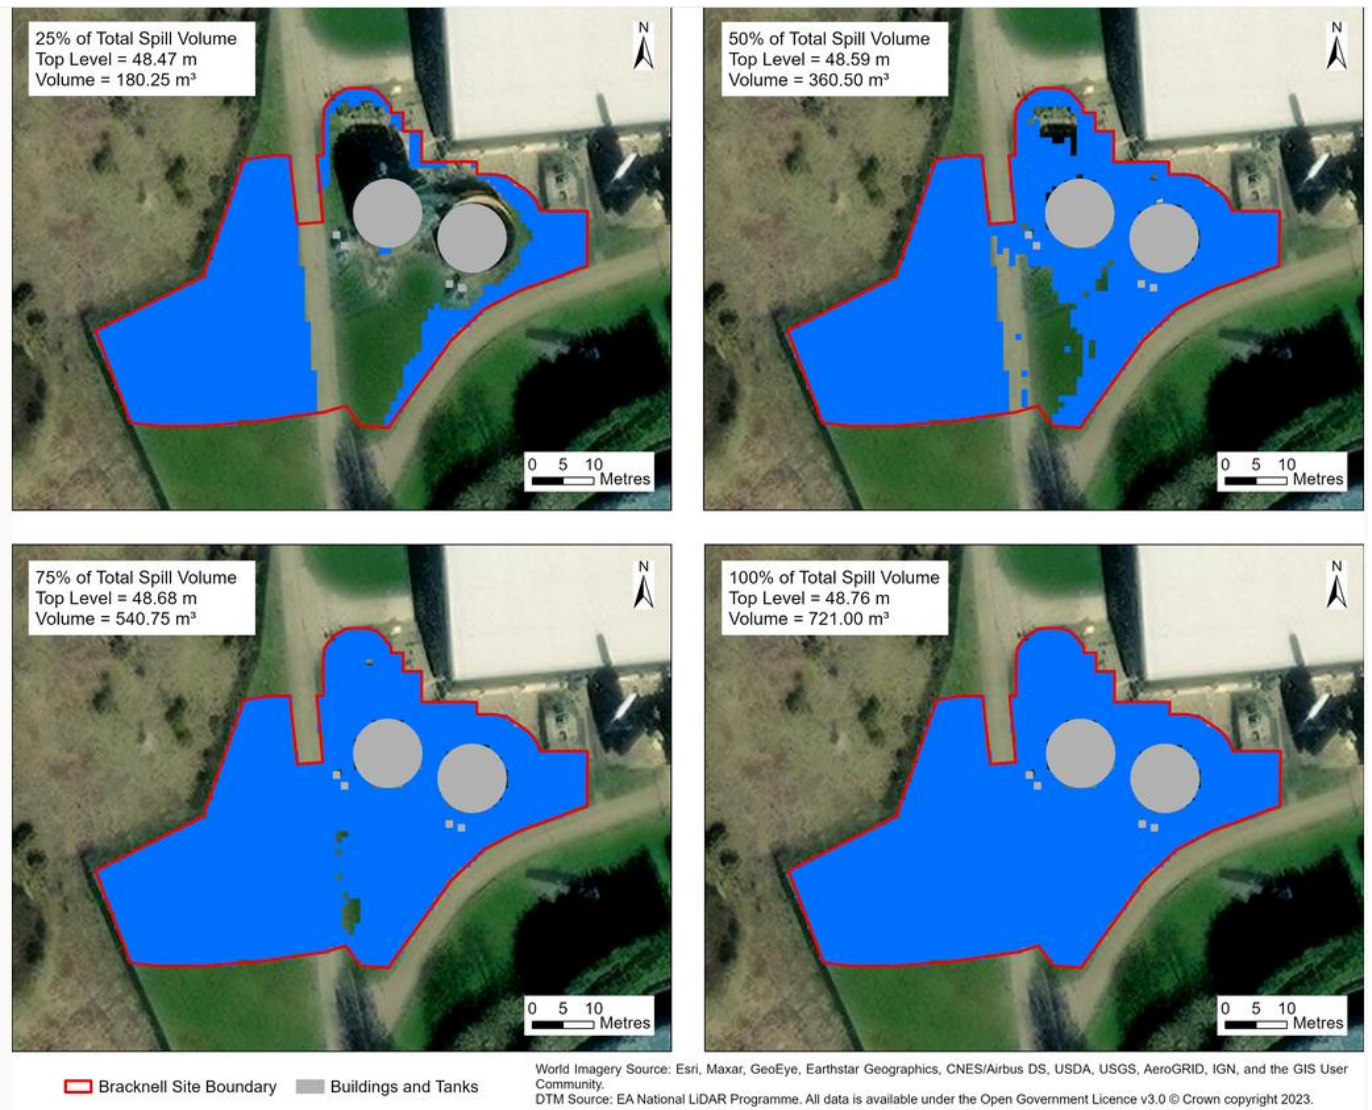 25% of Total Spill Volume
Top Level = 48.47 m
Volume = 180.25 m³
N
0 5 10
Metres
50% of Total Spill Volume
Top Level = 48.59 m
Volume = 360.50 m³
N
0 5 10
Metres
75% of Total Spill Volume
Top Level = 48.68 m
Volume = 540.75 m³
N
0 5 10
Metres
100% of Total Spill Volume
Top Level = 48.76 m
Volume = 721.00 m³
N
0 5 10
Metres
Bracknell Site Boundary
Buildings and Tanks
World Imagery Source: Esri, Maxar, GeoEye, Earthstar Geographics, CNES/Airbus DS, USDA, USGS, AeroGRID, IGN, and the GIS User
Community.
DTM Source: EA National LiDAR Programme. All data is available under the Open Government Licence v3.0 © Crown copyright 2023.